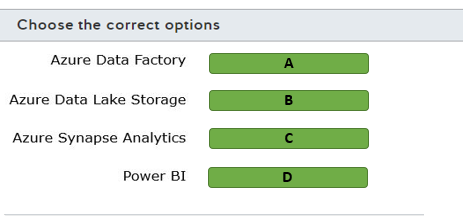 Choose the correct options
Azure Data Factory A
Azure Data Lake Storage B
Azure Synapse Analytics C
Power BI D